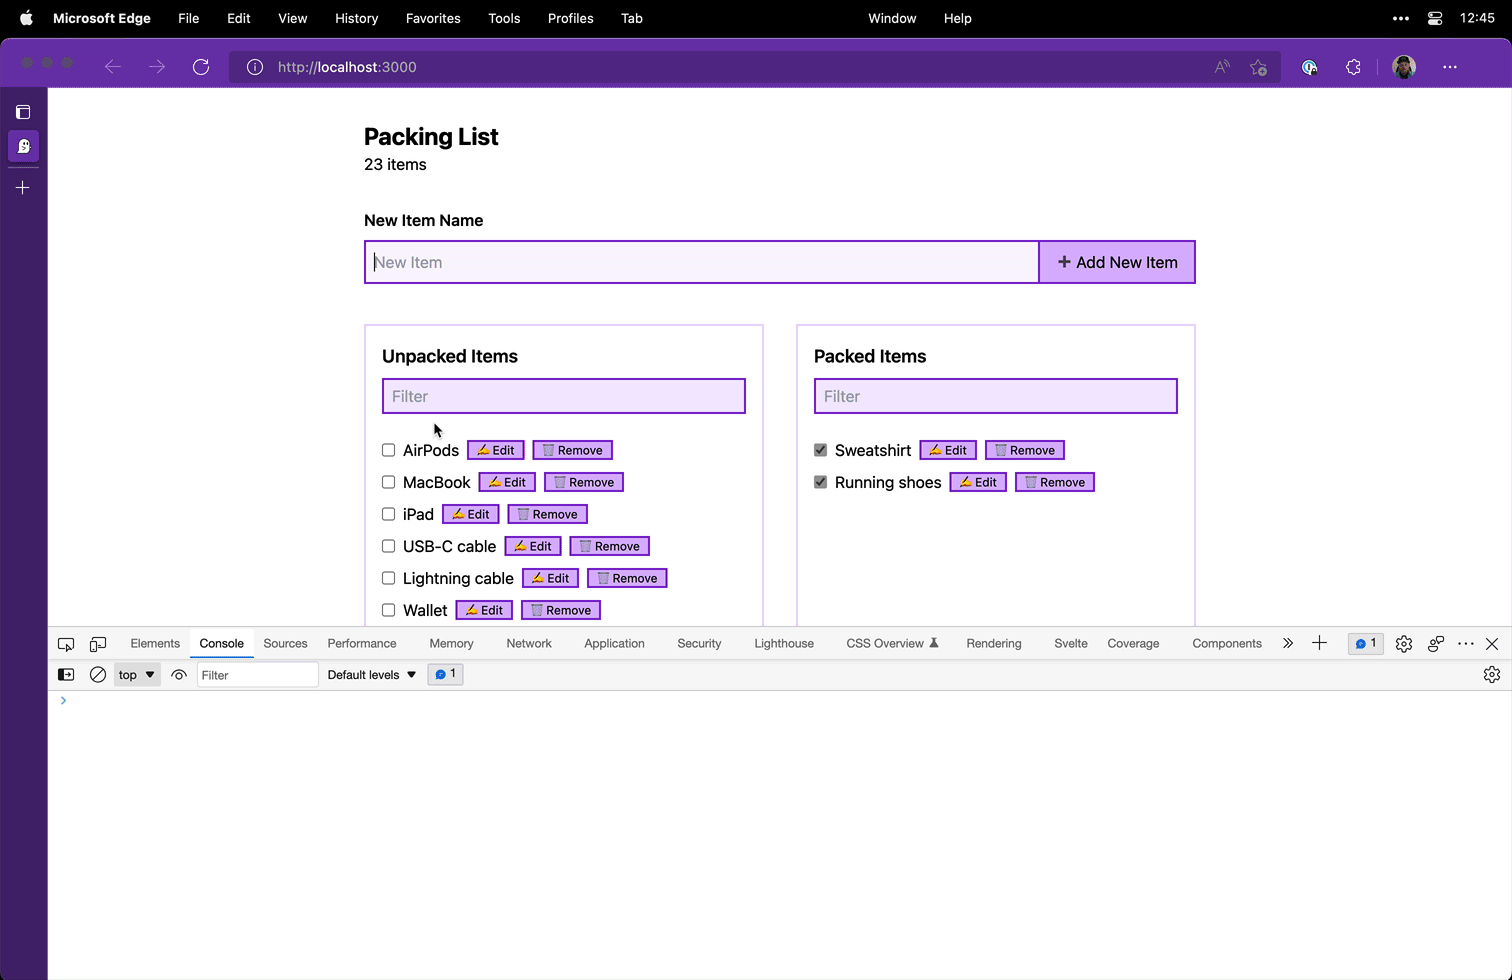 Microsoft Edge File Edit View History Favorites Tools Profiles Tab Window Help 12:45
http://localhost:3000
Packing List
23 items
New Item Name
New Item + Add New Item
Unpacked Items
Filter
AirPods Edit Remove
MacBook Edit Remove
iPad Edit Remove
USB-C cable Edit Remove
Lightning cable Edit Remove
Wallet Edit Remove
Packed Items
Filter
Sweatshirt Edit Remove
Running shoes Edit Remove
Elements Console Sources Performance Memory Network Application Security Lighthouse CSS Overview Rendering Svelte Coverage Components 1
top Filter Default levels 1